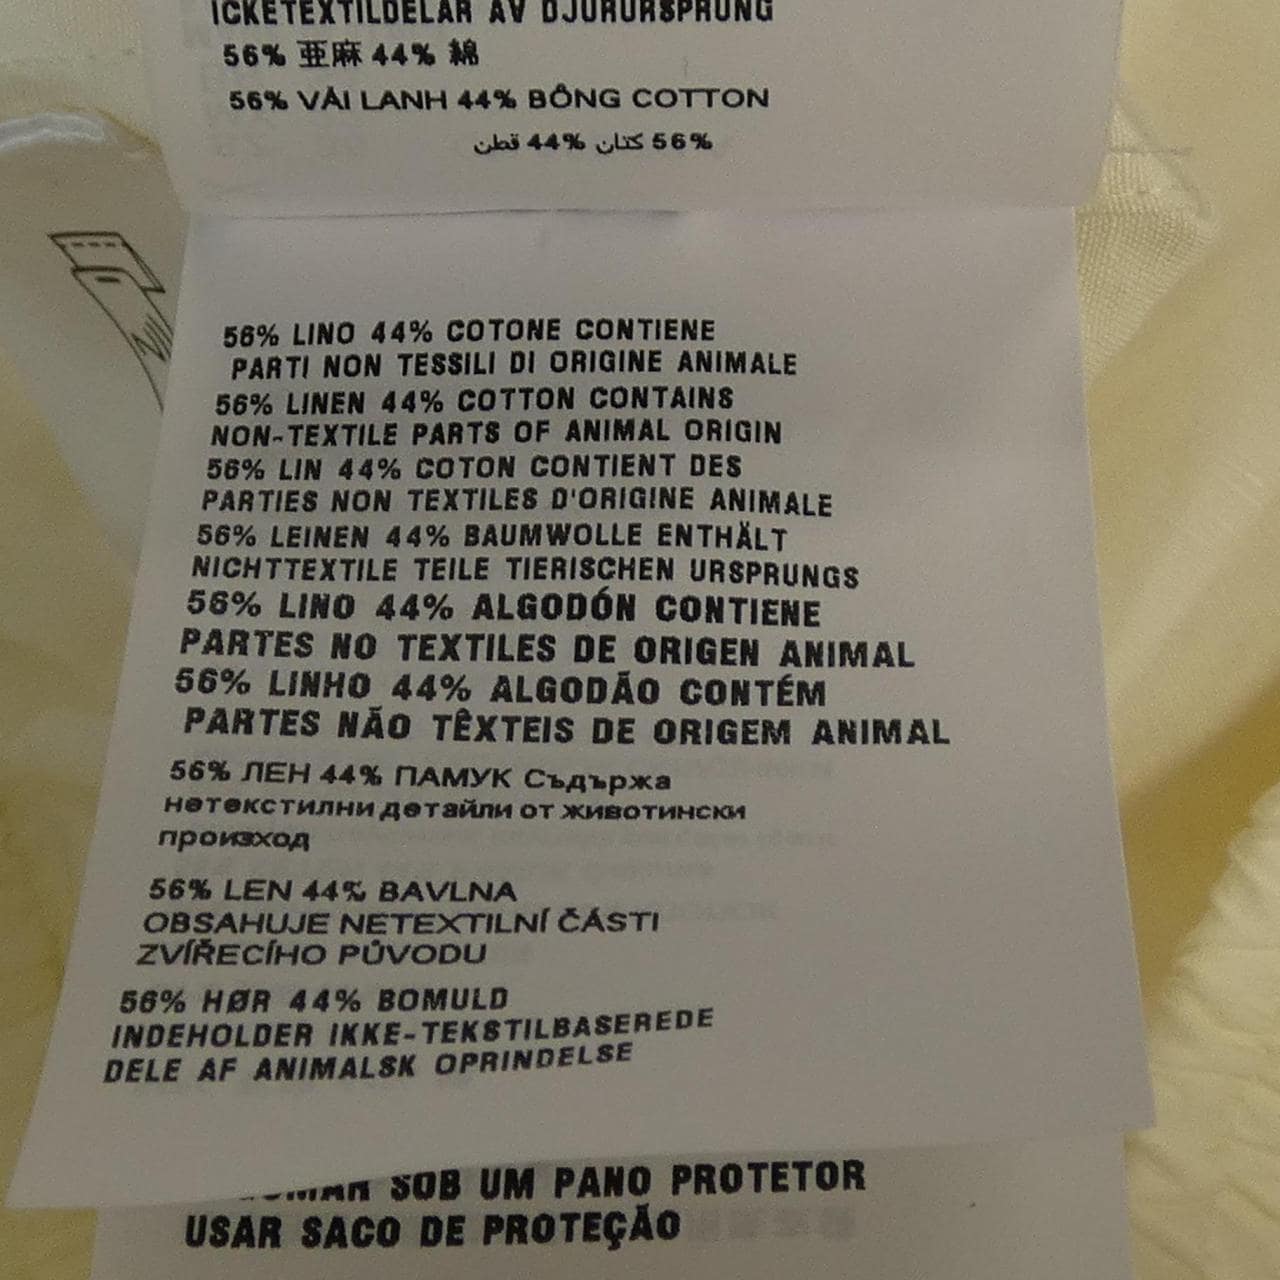 ICKETEXTILDELAR AV DJURURSPRUNG
56% 亜麻 44% 綿
56% VẢI LANH 44% BÔNG COTTON
56% كتان 44% قطن
56% LINO 44% COTONE CONTIENE
PARTI NON TESSILI DI ORIGINE ANIMALE
56% LINEN 44% COTTON CONTAINS
NON-TEXTILE PARTS OF ANIMAL ORIGIN
56% LIN 44% COTON CONTIENT DES
PARTIES NON TEXTILES D'ORIGINE ANIMALE
56% LEINEN 44% BAUMWOLLE ENTHÄLT
NICHTTEXTILE TEILE TIERISCHEN URSPRUNGS
56% LINO 44% ALGODÓN CONTIENE
PARTES NO TEXTILES DE ORIGEN ANIMAL
56% LINHO 44% ALGODÃO CONTÉM
PARTES NÃO TÊXTEIS DE ORIGEM ANIMAL
56% ЛЕН 44% ПАМУК Съдържа
нетекстилни детайли от животински
произход
56% LEN 44% BAVLNA
OBSAHUJE NETEXTILNÍ ČÁSTI
ZVÍŘECÍHO PŮVODU
56% HØR 44% BOMULD
INDEHOLDER IKKE-TEKSTILBASEREDE
DELE AF ANIMALSK OPRINDELSE
SOB UM PANO PROTETOR
USAR SACO DE PROTEÇÃO